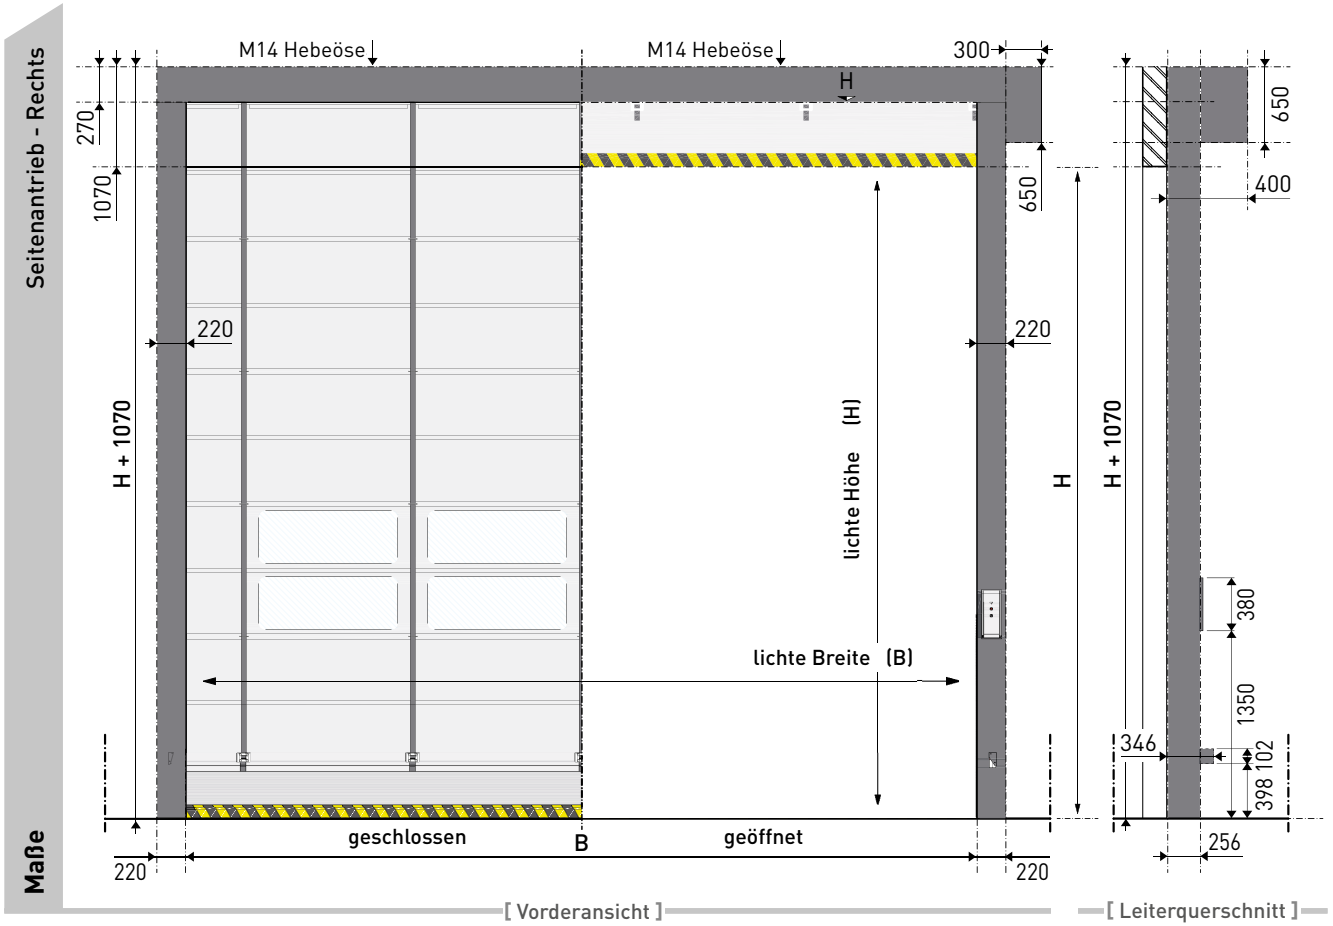 Seitenantrieb - Rechts
Maße
M14 Hebeöse
M14 Hebeöse
300
H
270
1070
650
650
400
220
220
H + 1070
lichte Höhe (H)
H
H + 1070
lichte Breite (B)
380
1350
346
102
398
geschlossen
B
geöffnet
220
220
256
[ Vorderansicht ]
[ Leiterquerschnitt ]